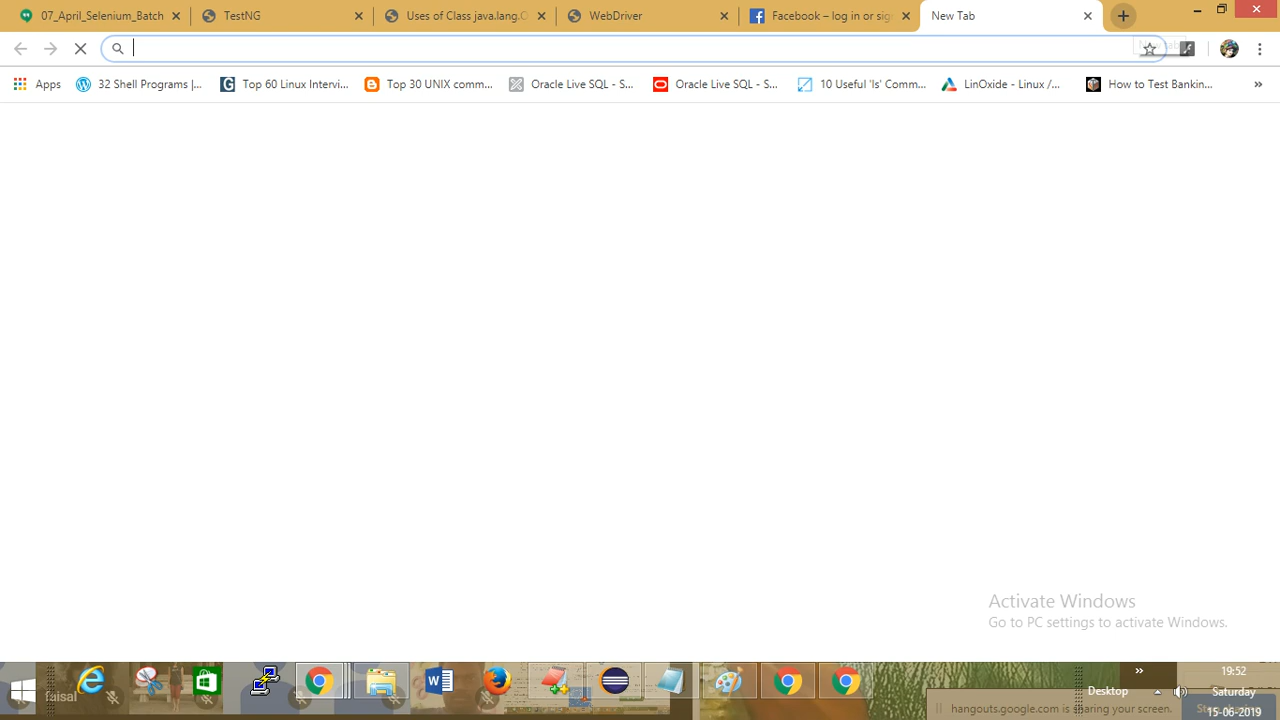 07_April_Selenium_Batch
TestNG
Uses of Class java.lang.O
WebDriver
Facebook – log in or sig
New Tab
Apps
32 Shell Programs |...
Top 60 Linux Intervi...
Top 30 UNIX comm...
Oracle Live SQL - S...
Oracle Live SQL - S...
10 Useful 'ls' Comm...
LinOxide - Linux /...
How to Test Bankin...
»
Activate Windows
Go to PC settings to activate Windows.
faisal
»
Desktop
19:52
Saturday
15-06-2019
hangouts.google.com is sharing your screen.